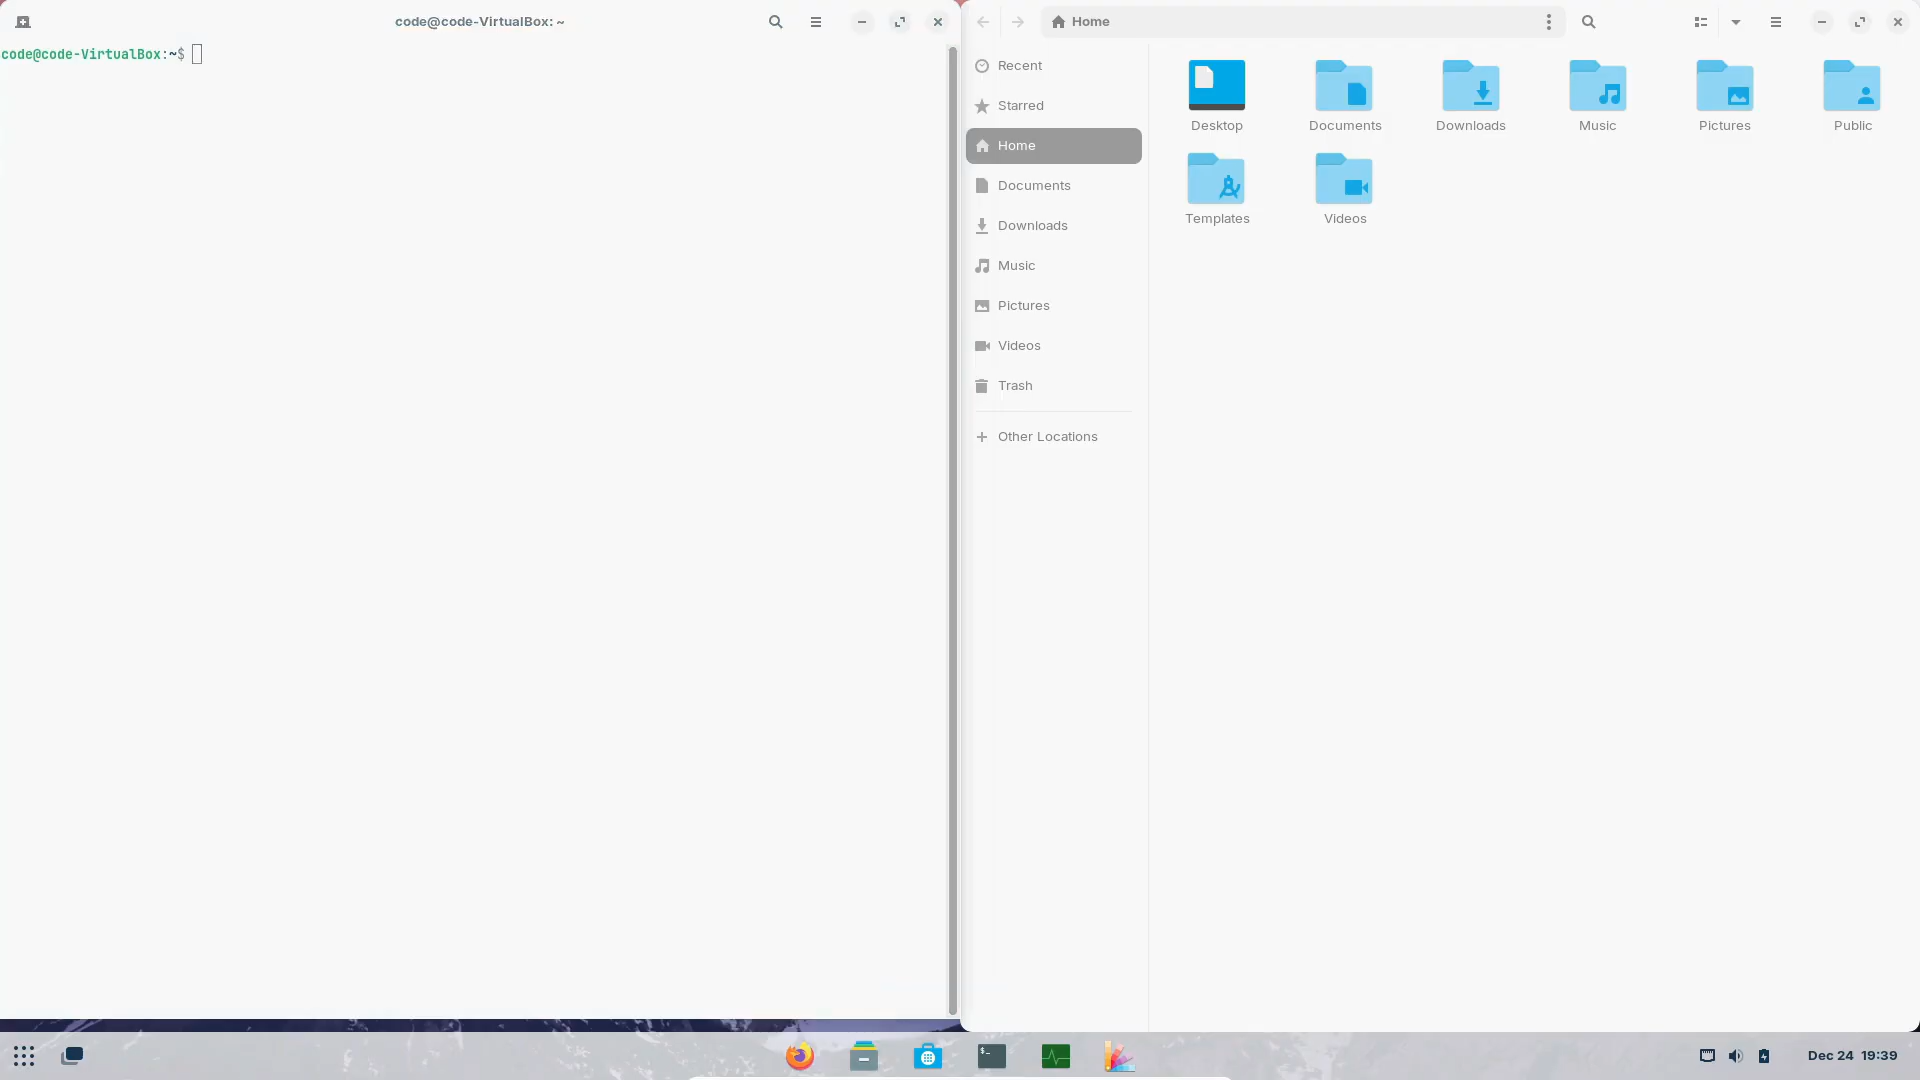 code@code-VirtualBox: ~
code@code-VirtualBox:~$
Home
Recent
Starred
Home
Documents
Downloads
Music
Pictures
Videos
Trash
Other Locations
Desktop
Documents
Downloads
Music
Pictures
Public
Templates
Videos
$_
Dec 24 19:39